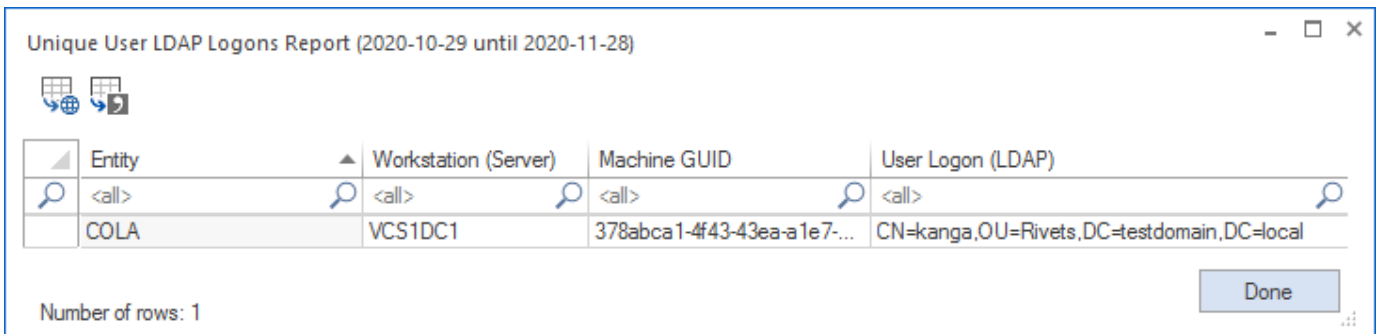 Unique User LDAP Logons Report (2020-10-29 until 2020-11-28)
Entity Workstation (Server) Machine GUID User Logon (LDAP)
<all> <all> <all> <all>
COLA VCS1DC1 378abca1-4f43-43ea-a1e7-... CN=kanga,OU=Rivets,DC=testdomain,DC=local
Done
Number of rows: 1